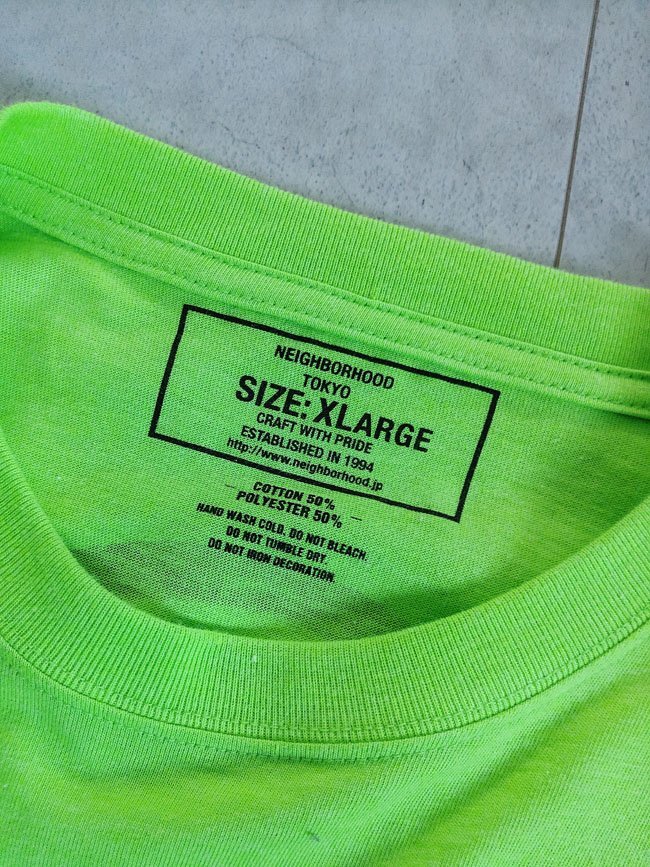 NEIGHBORHOOD
TOKYO
SIZE: XLARGE
CRAFT WITH PRIDE
ESTABLISHED IN 1994
http://www.neighborhood.jp
COTTON 50%
POLYESTER 50%
HAND WASH COLD, DO NOT BLEACH.
DO NOT TUMBLE DRY.
DO NOT IRON DECORATION.